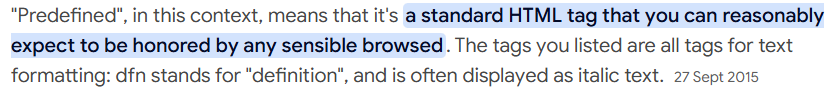 "Predefined", in this context, means that it's a standard HTML tag that you can reasonably
expect to be honored by any sensible browsed. The tags you listed are all tags for text
formatting: dfn stands for "definition", and is often displayed as italic text. 27 Sept 2015